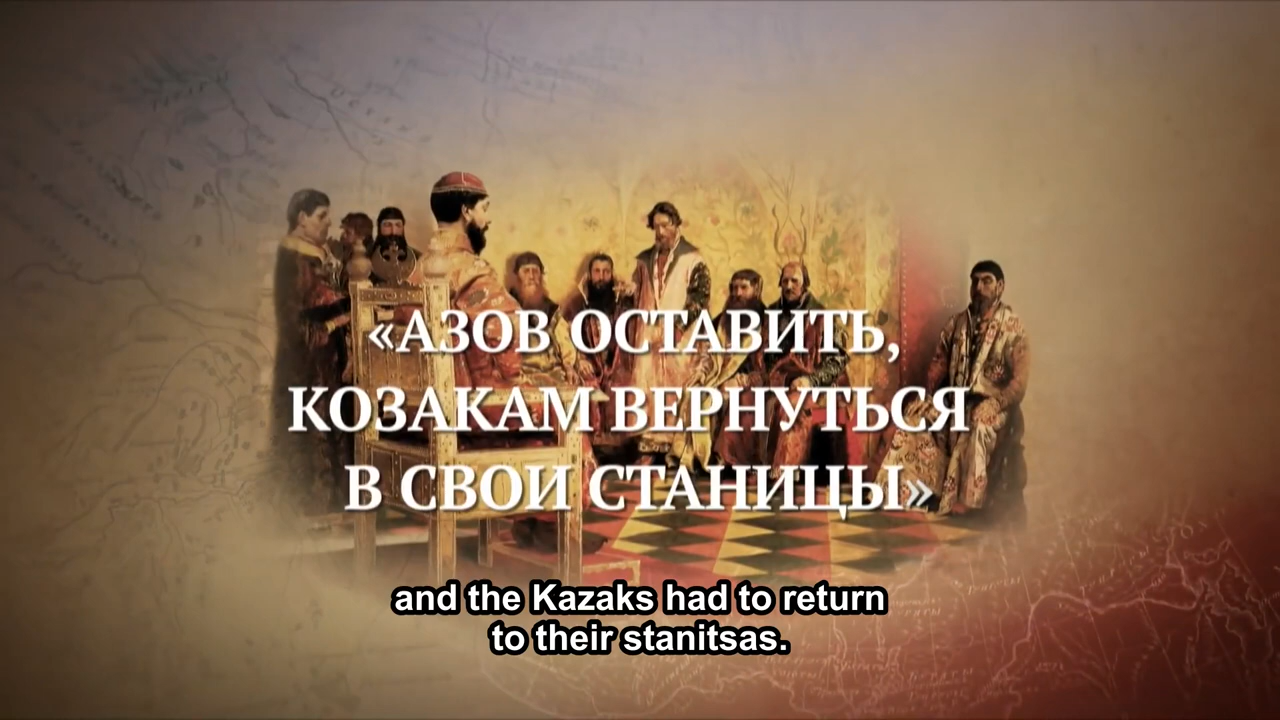 «АЗОВ ОСТАВИТЬ,
КОЗАКАМ ВЕРНУТЬСЯ
В СВОИ СТАНИЦЫ»
and the Kazaks had to return
to their stanitsas.